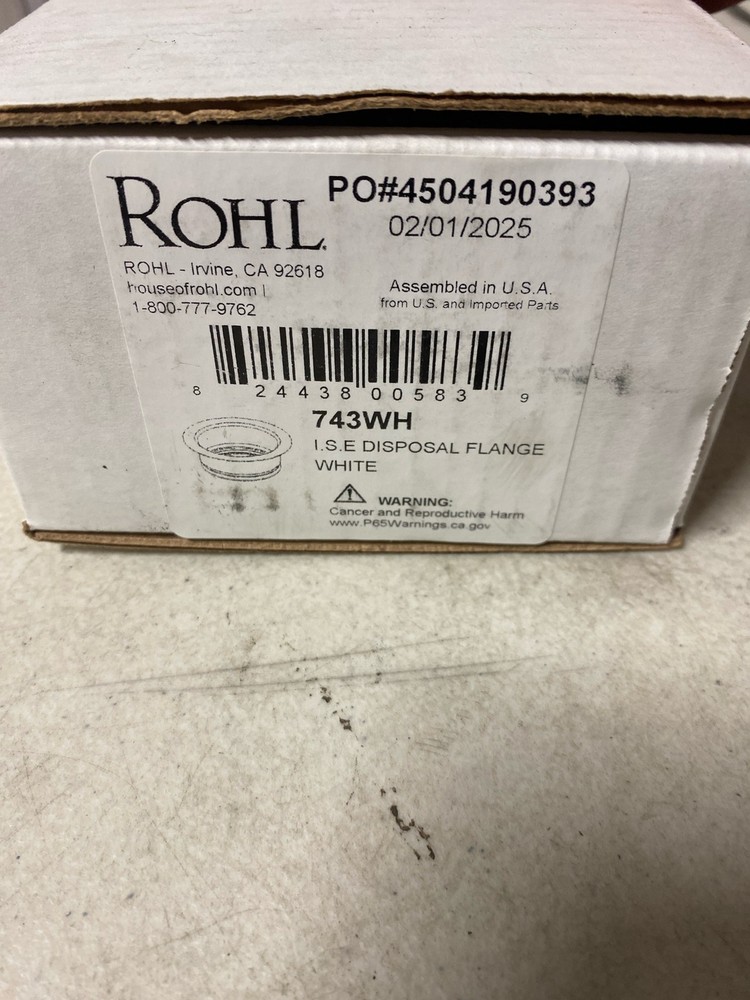 ROHL
PO#4504190393
02/01/2025
ROHL - Irvine, CA 92618
houseofrohl.com |
1-800-777-9762
Assembled in U.S.A.
from U.S. and Imported Parts
8 24438 00583 9
743WH
I.S.E DISPOSAL FLANGE
WHITE
WARNING:
Cancer and Reproductive Harm
www.P65Warnings.ca.gov